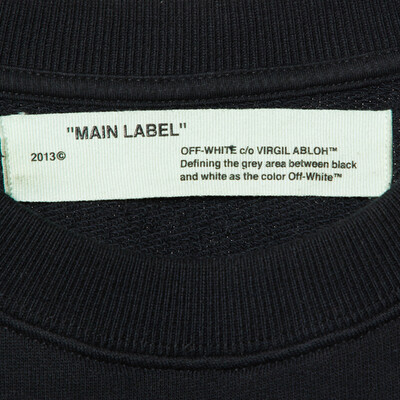 "MAIN LABEL"
2013©
OFF-WHITE c/o VIRGIL ABLOH™
Defining the grey area between black
and white as the color Off-White™